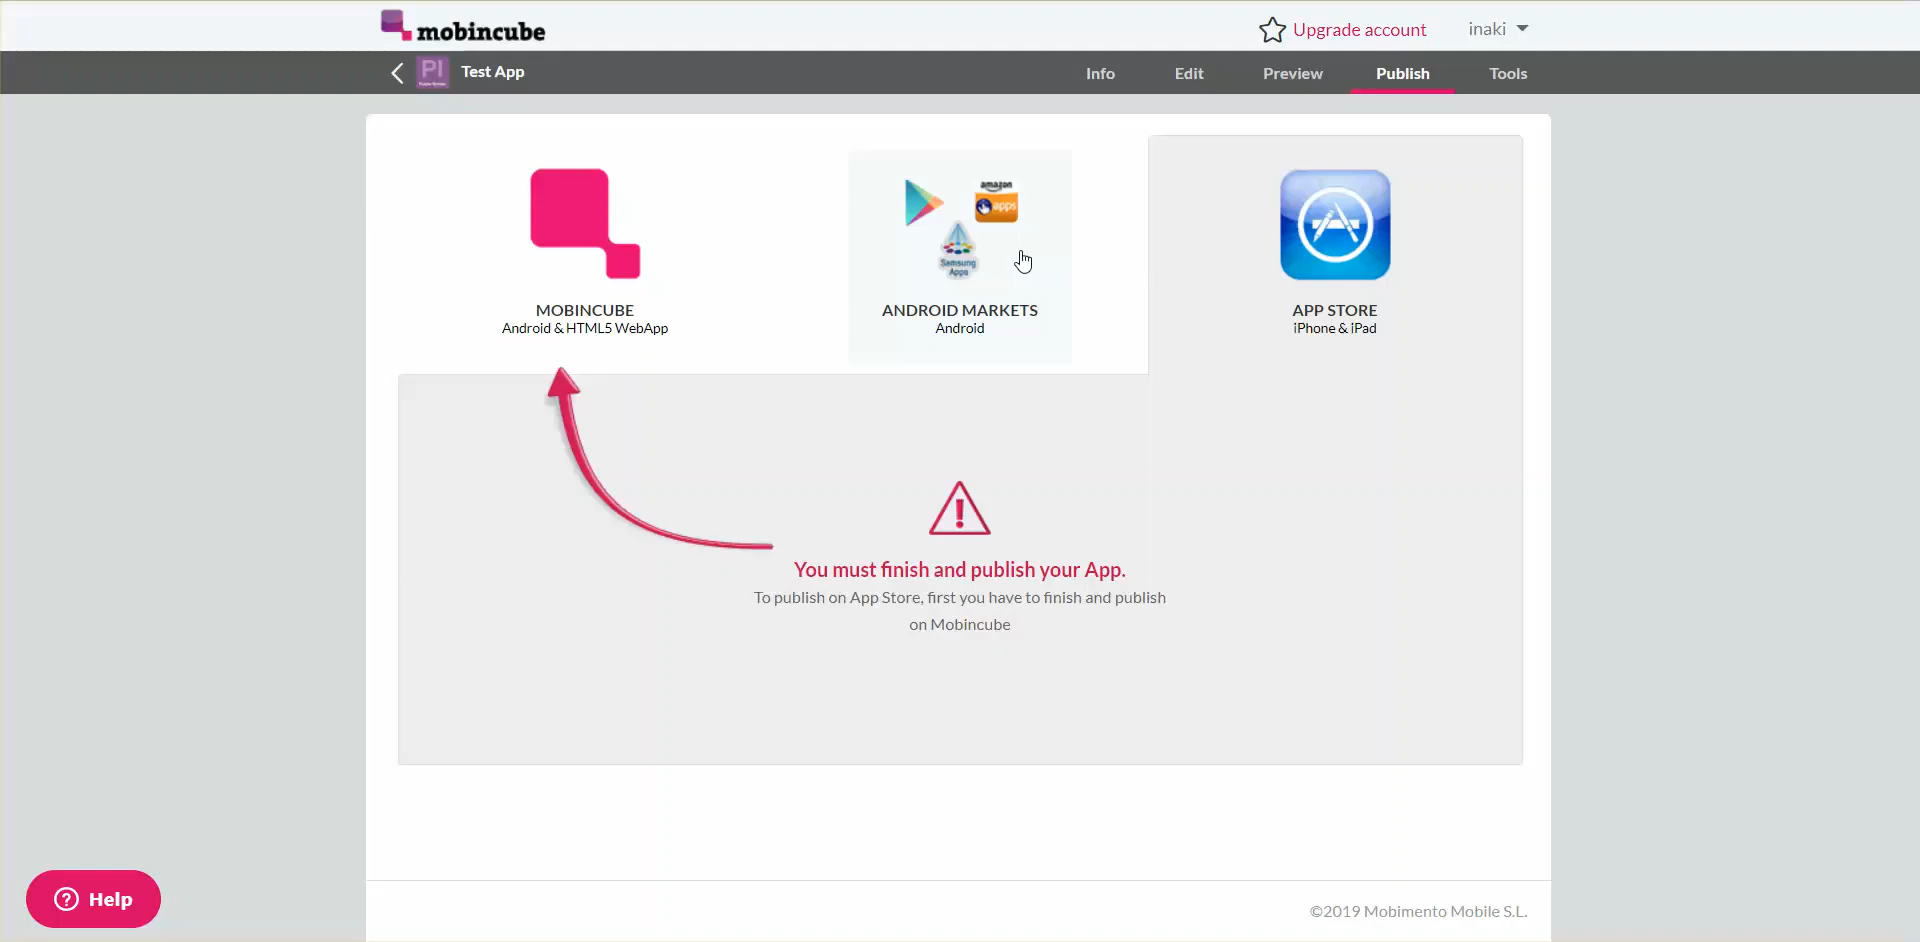 mobincube
Upgrade account
inaki
PI
Test App
Info
Edit
Preview
Publish
Tools
amazon
apps
Samsung
Apps
MOBINCUBE
Android & HTML5 WebApp
ANDROID MARKETS
Android
APP STORE
iPhone & iPad
You must finish and publish your App.
To publish on App Store, first you have to finish and publish
on Mobincube
? Help
©2019 Mobimento Mobile S.L.